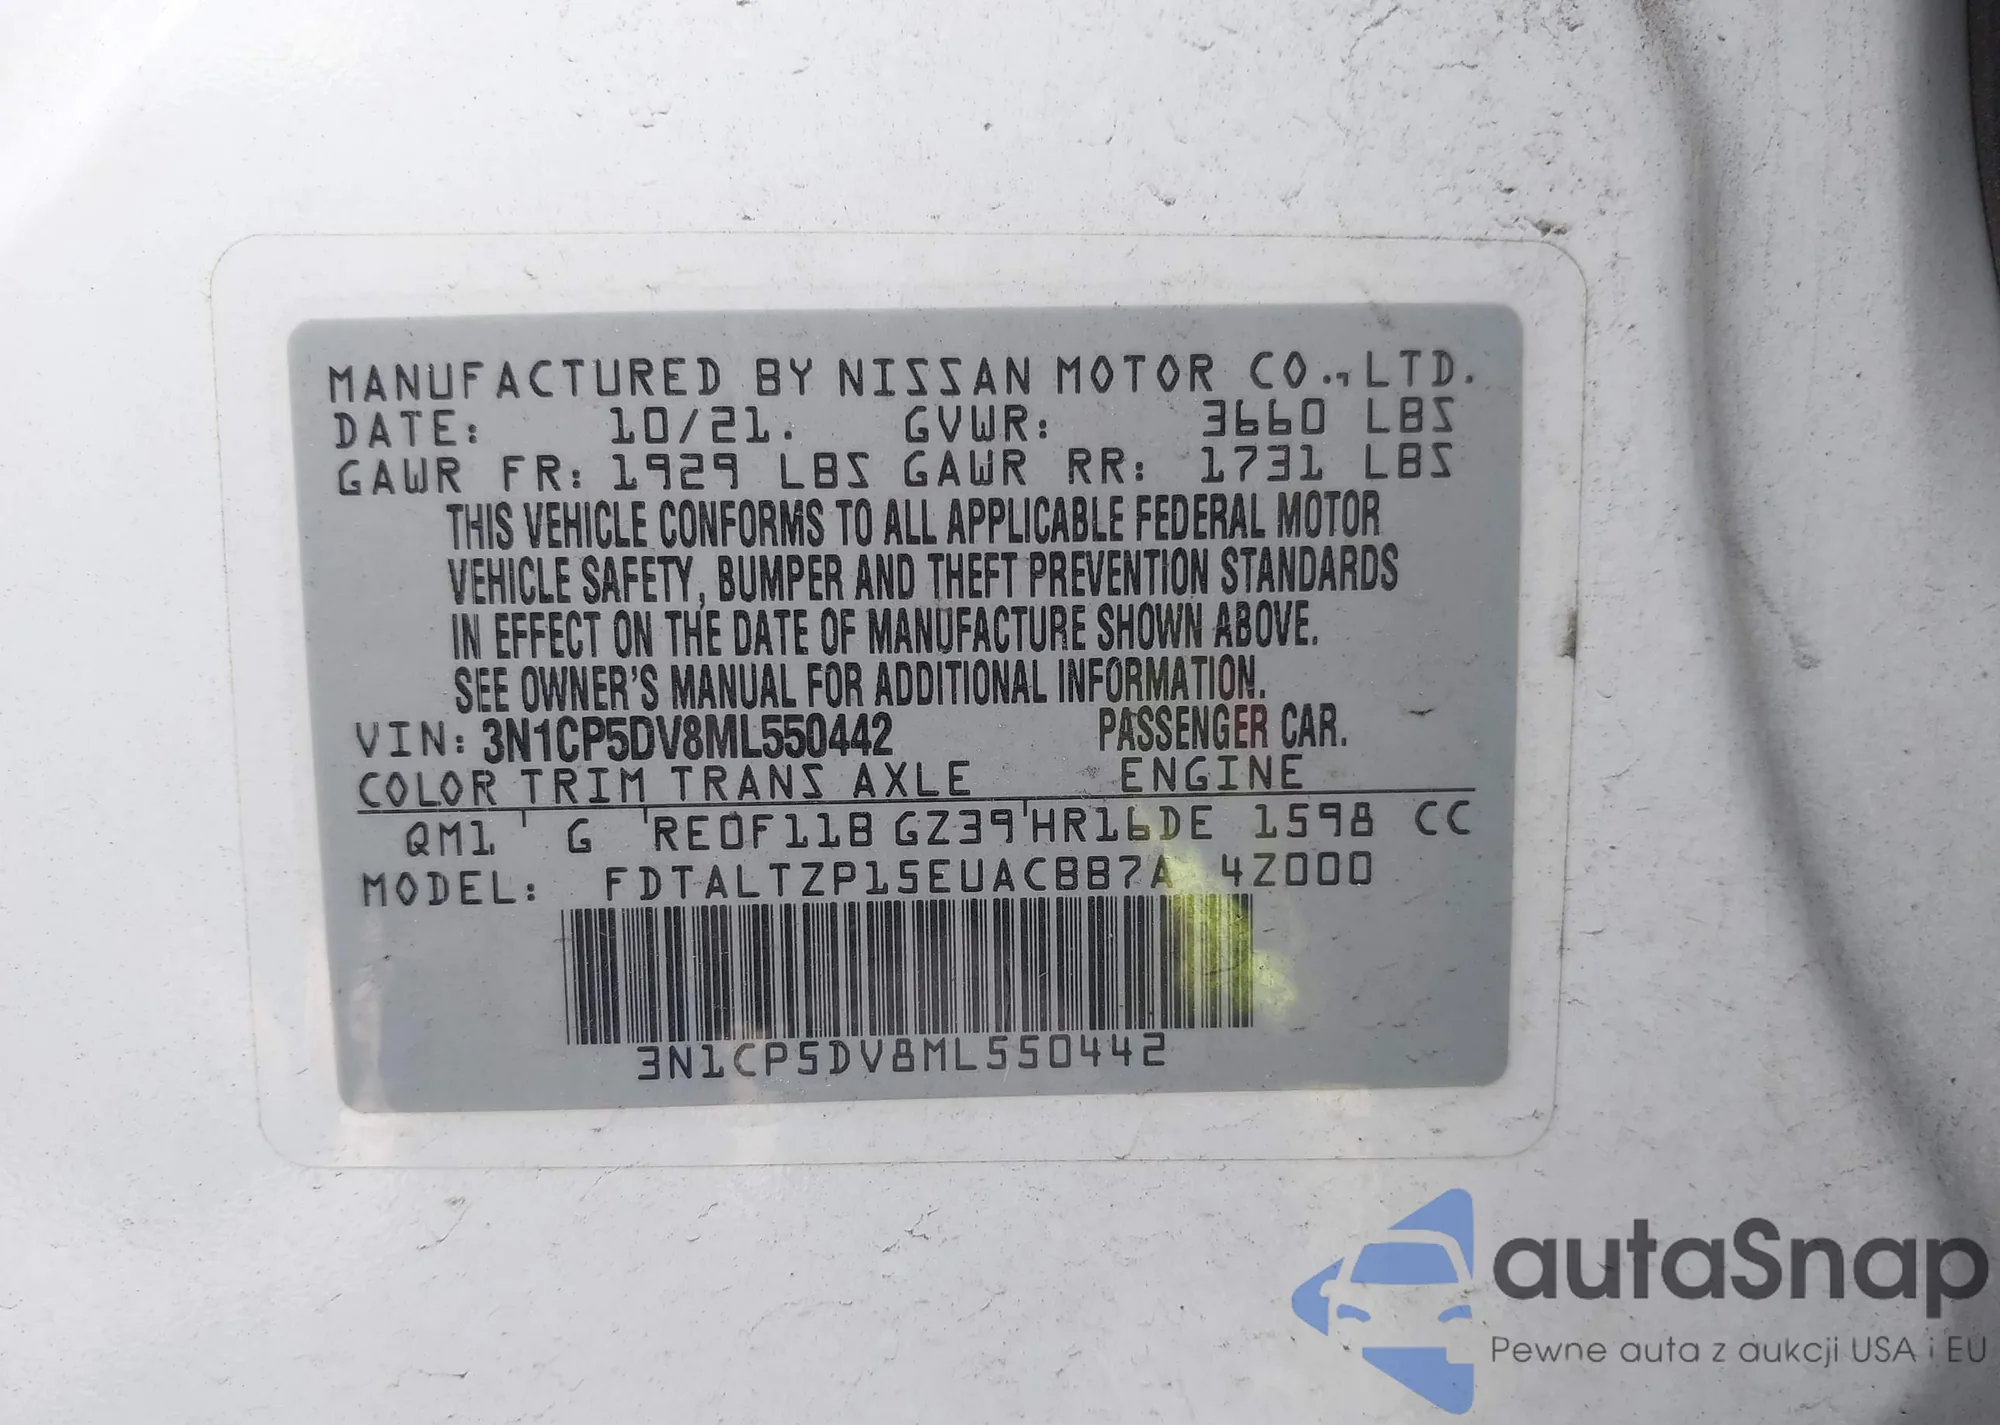 MANUFACTURED BY NISSAN MOTOR CO.,LTD.
DATE: 10/21. GVWR: 3660 LBS
GAWR FR: 1929 LBS GAWR RR: 1731 LBS
THIS VEHICLE CONFORMS TO ALL APPLICABLE FEDERAL MOTOR
VEHICLE SAFETY, BUMPER AND THEFT PREVENTION STANDARDS
IN EFFECT ON THE DATE OF MANUFACTURE SHOWN ABOVE.
SEE OWNER'S MANUAL FOR ADDITIONAL INFORMATION.
VIN: 3N1CP5DV8ML550442 PASSENGER CAR.
COLOR TRIM TRANS AXLE ENGINE
QM1 G RE0F11B GZ39 HR16DE 1598 CC
MODEL: FDTALTZP15EUACBB7A 4Z000
3N1CP5DV8ML550442
autaSnap
Pewne auta z aukcji USA i EU